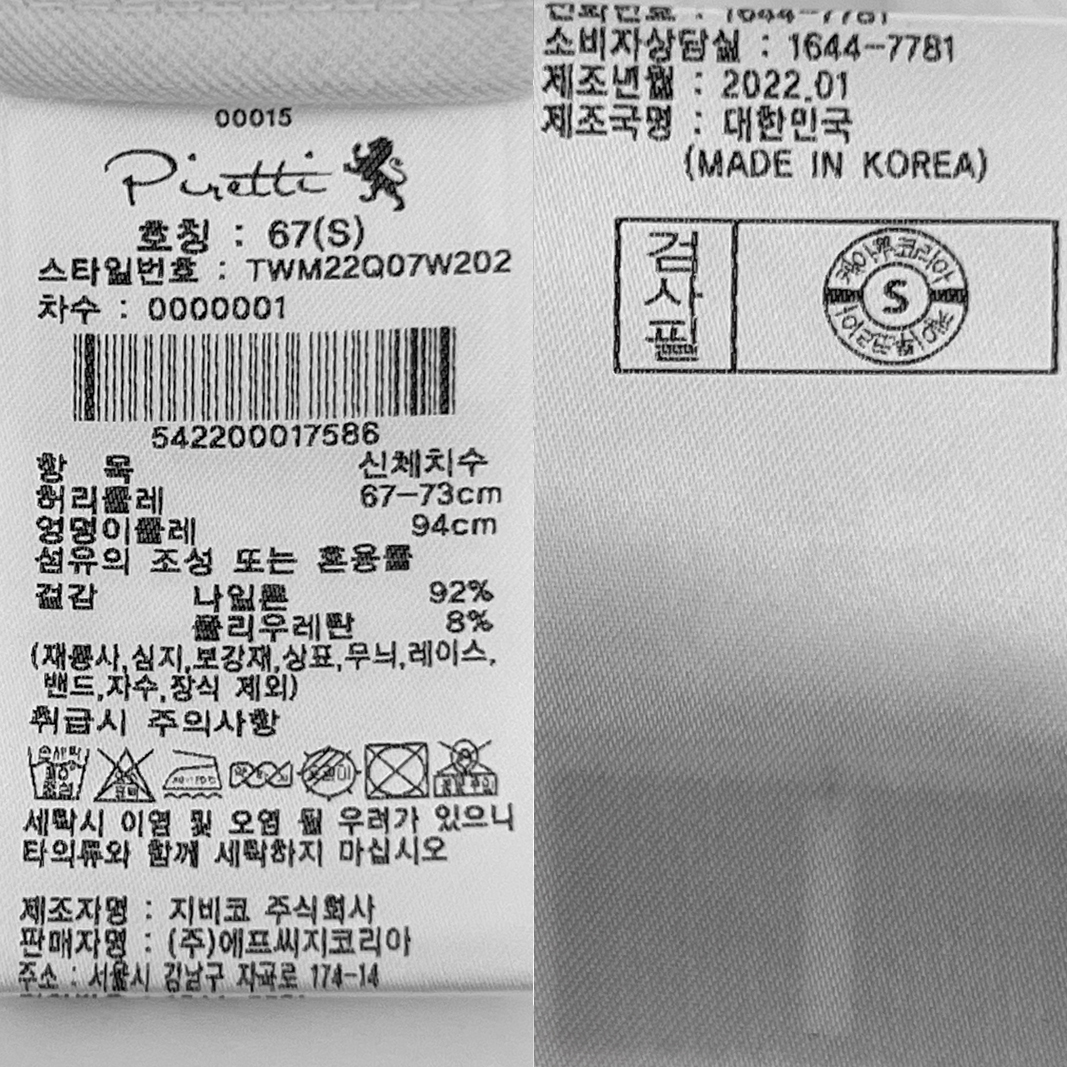 00015
Piretti
호칭 : 67(S)
스타일번호 : TWM22Q07W202
차수 : 0000001
542200017586
항 목 신체치수
허리둘레 67-73cm
엉덩이둘레 94cm
섬유의 조성 또는 혼용률
겉감 나일론 92%
폴리우레탄 8%
(재봉사,심지,보강재,상표,무늬,레이스,
밴드,자수,장식 제외)
취급시 주의사항
세탁시 이염 및 오염 될 우려가 있으니
타의류와 함께 세탁하지 마십시오
제조자명 : 지비코 주식회사
판매자명 : (주)에프씨지코리아
주소 : 서울시 강남구 자곡로 174-14
전화번호 : 1644-7781
소비자상담실 : 1644-7781
제조년월 : 2022.01
제조국명 : 대한민국
(MADE IN KOREA)
검사필
S